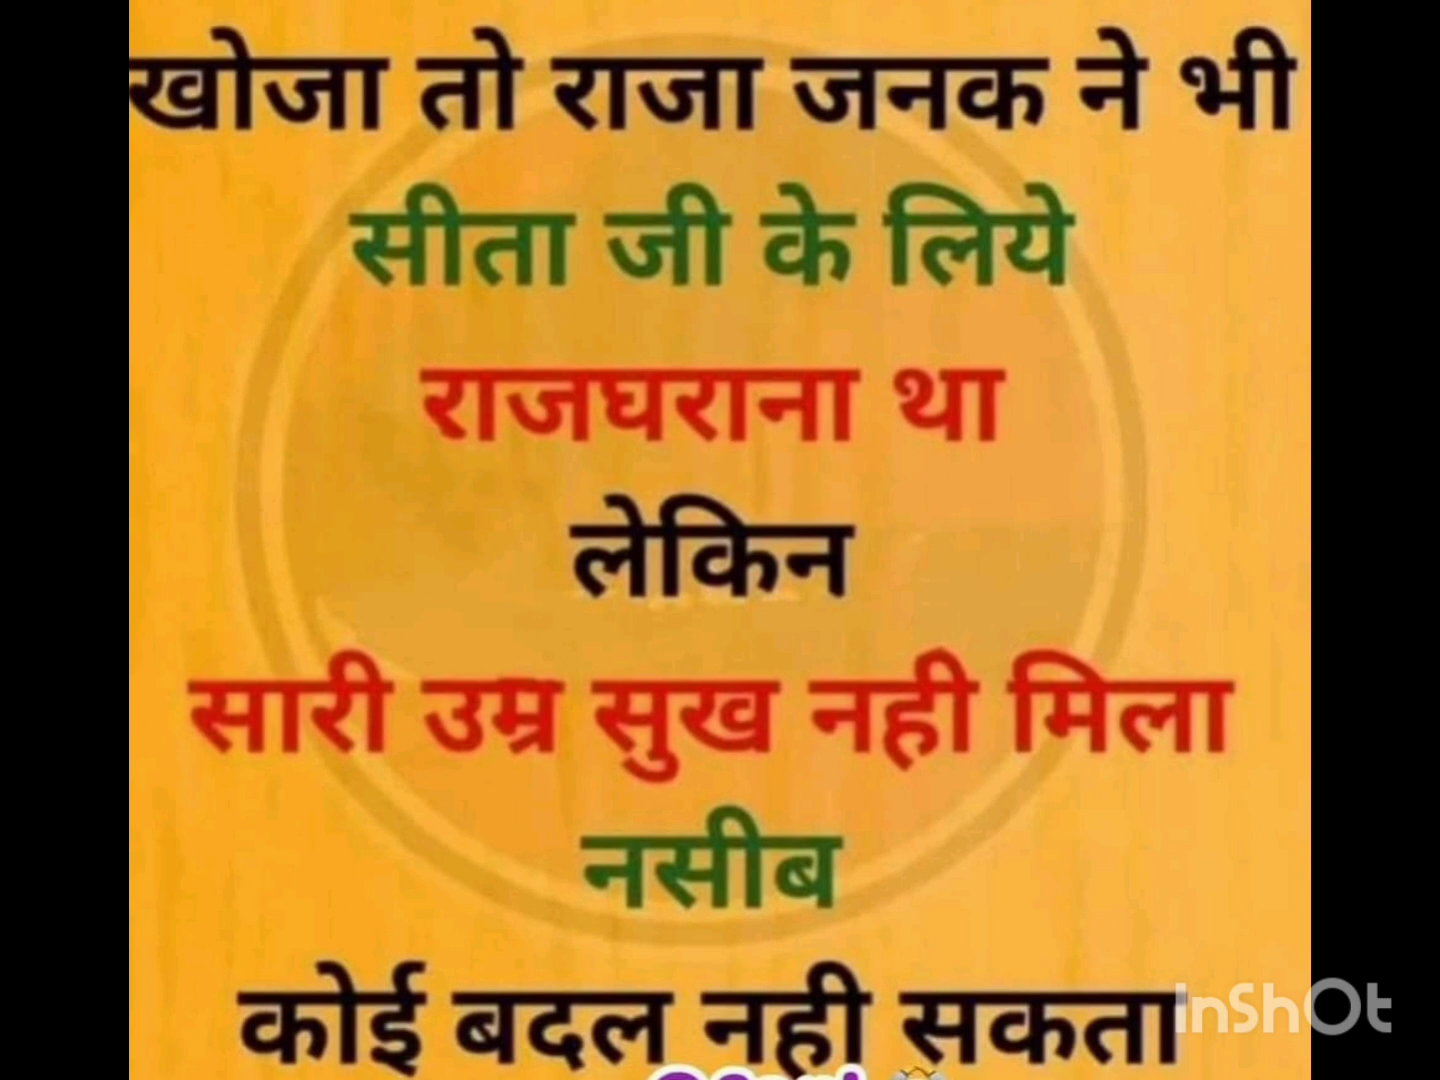 खोजा तो राजा जनक ने भी
सीता जी के लिये
राजघराना था
लेकिन
सारी उम्र सुख नही मिला
नसीब
कोई बदल नही सकता
InShOt